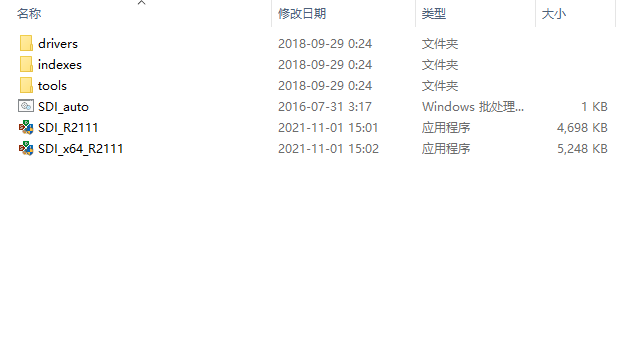 名称 修改日期 类型 大小
drivers 2018-09-29 0:24 文件夹
indexes 2018-09-29 0:24 文件夹
tools 2018-09-29 0:24 文件夹
SDI_auto 2016-07-31 3:17 Windows 批处理... 1 KB
SDI_R2111 2021-11-01 15:01 应用程序 4,698 KB
SDI_x64_R2111 2021-11-01 15:02 应用程序 5,248 KB